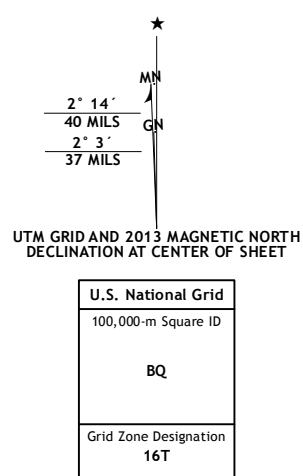 ★
MN
2° 14´
40 MILS
GN
2° 3´
37 MILS
UTM GRID AND 2013 MAGNETIC NORTH
DECLINATION AT CENTER OF SHEET
U.S. National Grid
100,000-m Square ID
BQ
Grid Zone Designation
16T